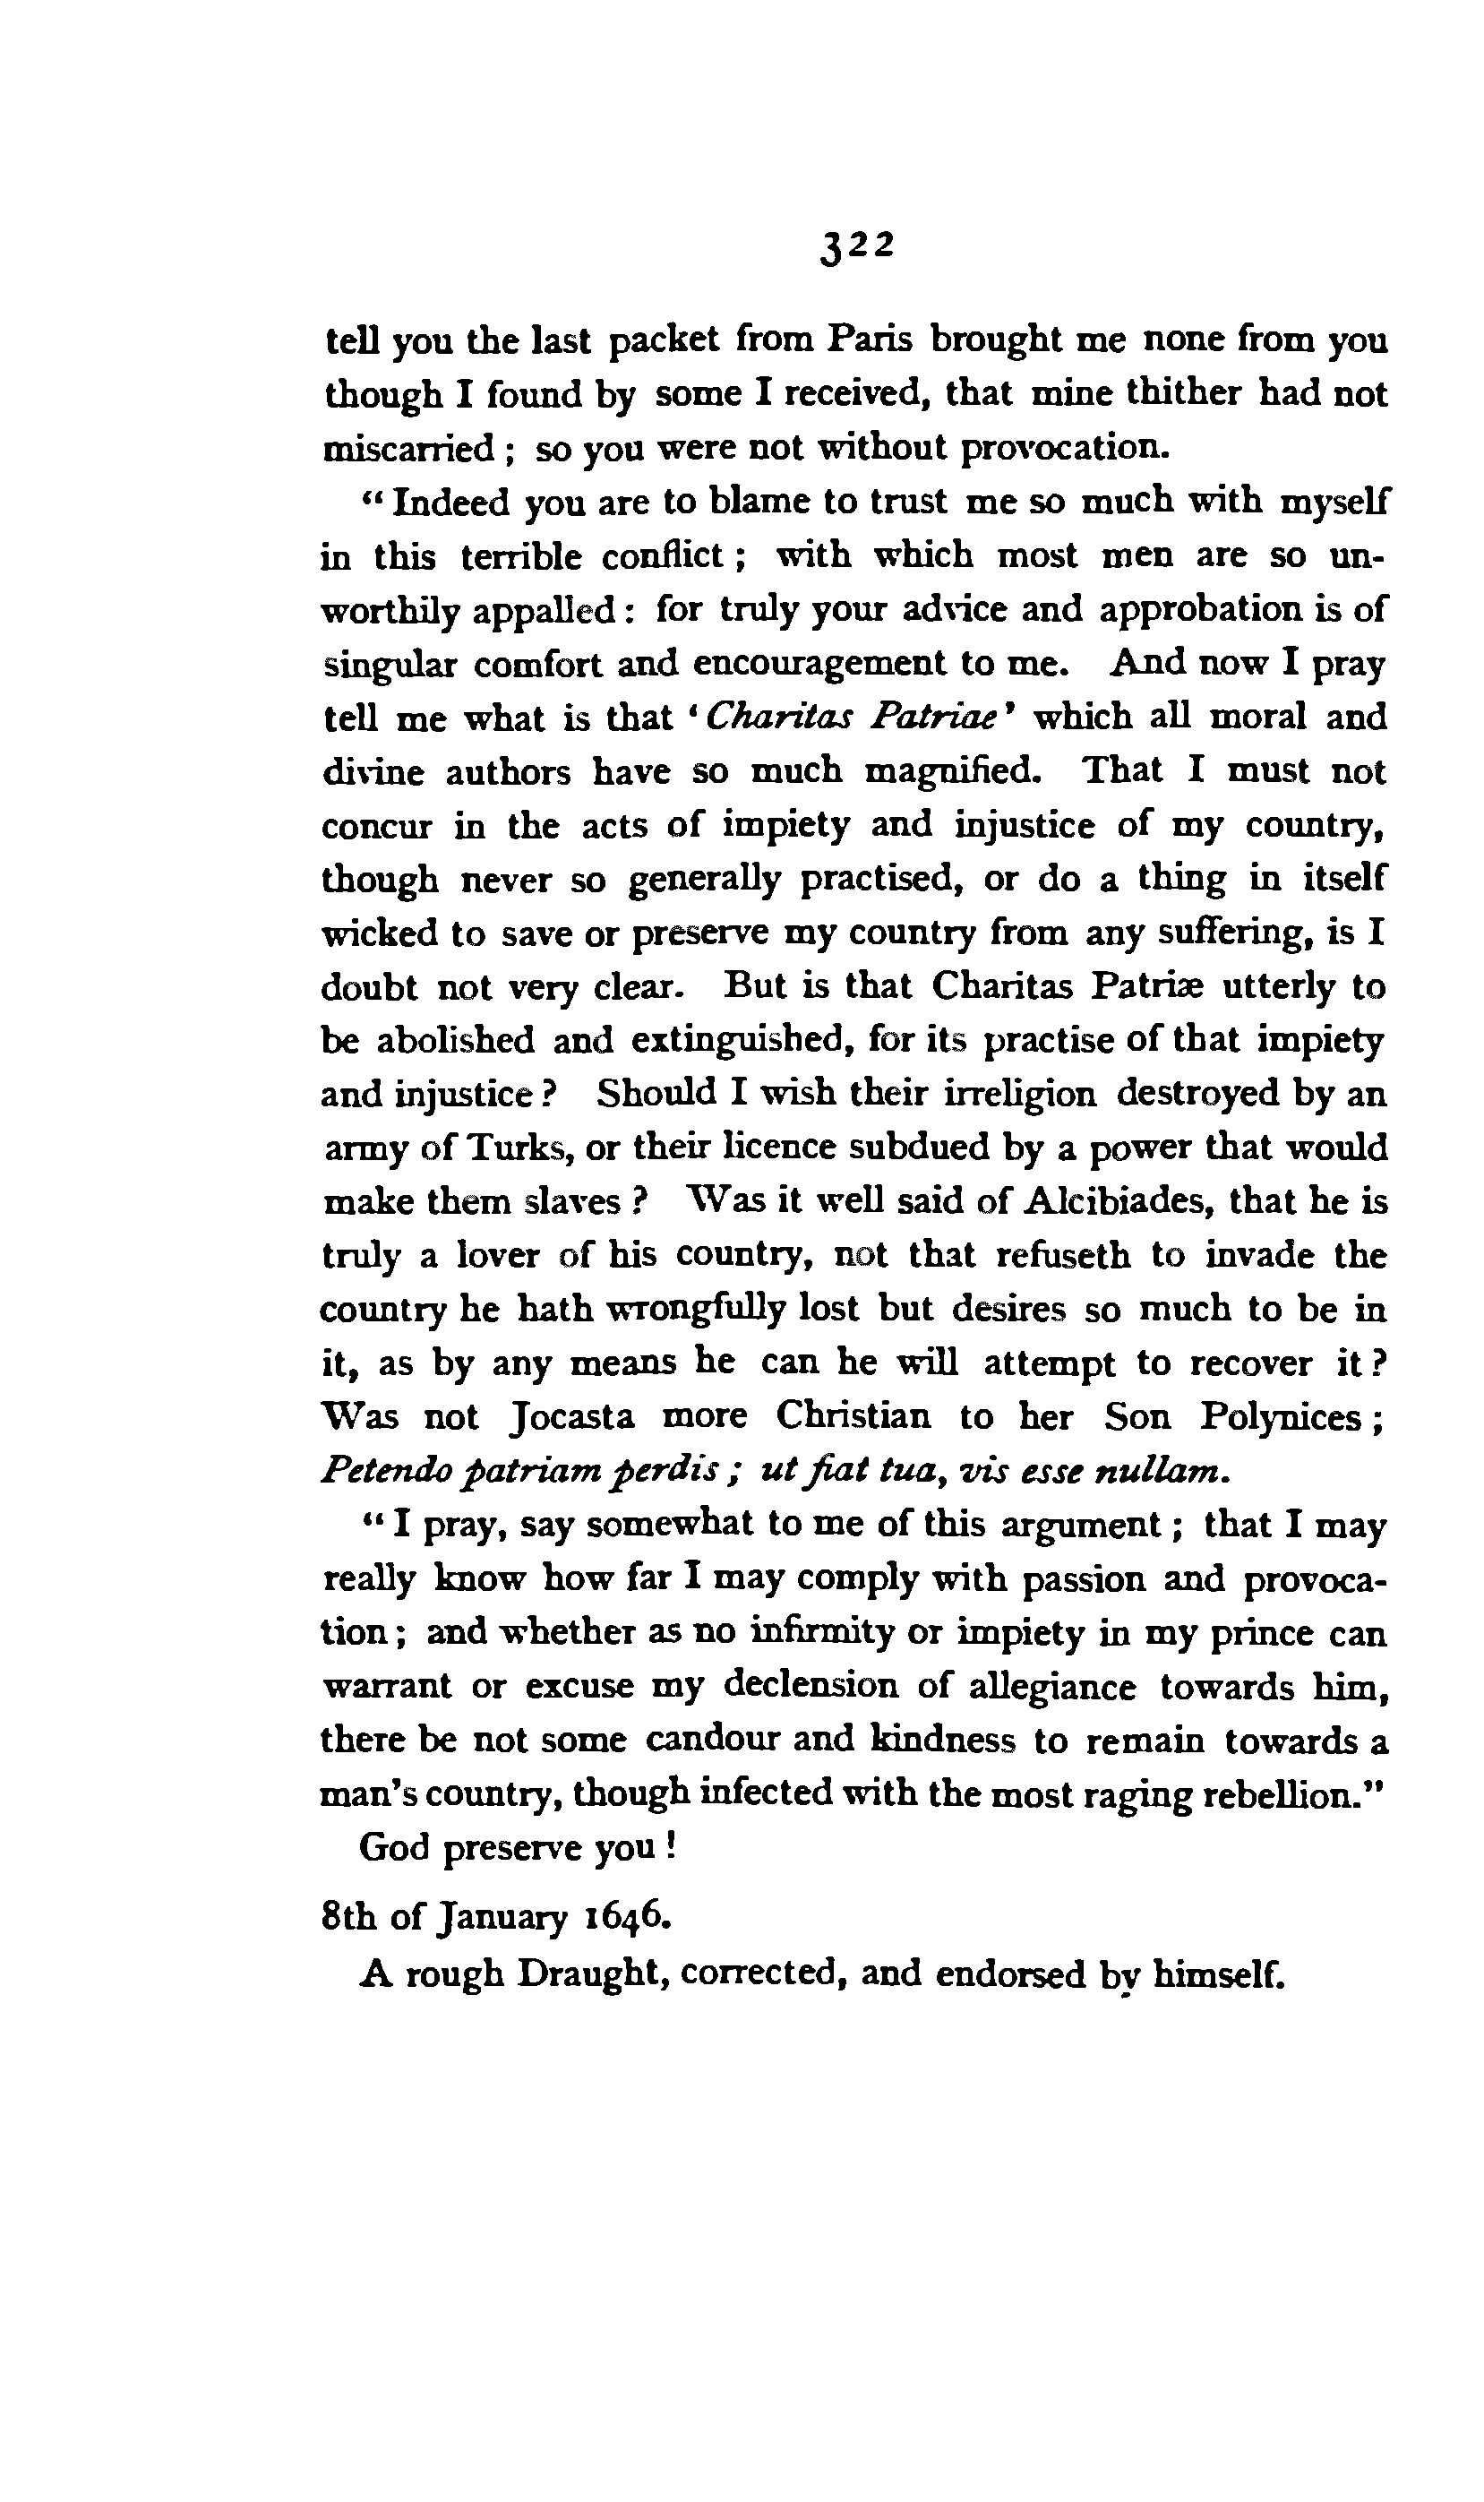 322
tell you the last packet from Paris brought me none from you
though I found by some I received, that mine thither had not
miscarried ; so you were not without provocation.
“ Indeed you are to blame to trust me so much with myself
in this terrible conflict ; with which most men are so un-
worthily appalled : for truly your advice and approbation is of
singular comfort and encouragement to me. And now I pray
tell me what is that ‘ Charitas Patriae ’ which all moral and
divine authors have so much magnified. That I must not
concur in the acts of impiety and injustice of my country,
though never so generally practised, or do a thing in itself
wicked to save or preserve my country from any suffering, is I
doubt not very clear. But is that Charitas Patriæ utterly to
be abolished and extinguished, for its practise of that impiety
and injustice ? Should I wish their irreligion destroyed by an
army of Turks, or their licence subdued by a power that would
make them slaves ? Was it well said of Alcibiades, that he is
truly a lover of his country, not that refuseth to invade the
country he hath wrongfully lost but desires so much to be in
it, as by any means he can he will attempt to recover it ?
Was not Jocasta more Christian to her Son Polynices ;
Petendo patriam perdis ; ut fiat tua, vis esse nullam.
“ I pray, say somewhat to me of this argument ; that I may
really know how far I may comply with passion and provoca-
tion ; and whether as no infirmity or impiety in my prince can
warrant or excuse my declension of allegiance towards him,
there be not some candour and kindness to remain towards a
man's country, though infected with the most raging rebellion.”
God preserve you !
8th of January 1646.
A rough Draught, corrected, and endorsed by himself.